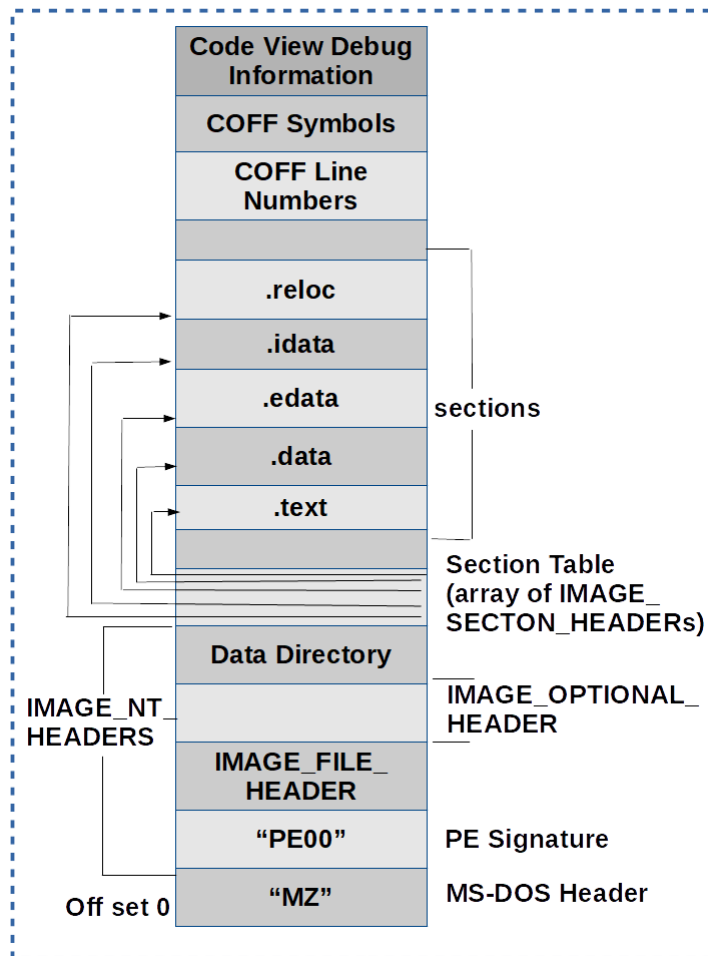 Code View Debug
Information
COFF Symbols
COFF Line
Numbers
.reloc
.idata
.edata
sections
.data
.text
Section Table
(array of IMAGE_
SECTON_HEADERs)
Data Directory
IMAGE_OPTIONAL_
HEADER
IMAGE_NT_
HEADERS
IMAGE_FILE_
HEADER
“PE00”
PE Signature
“MZ”
MS-DOS Header
Off set 0